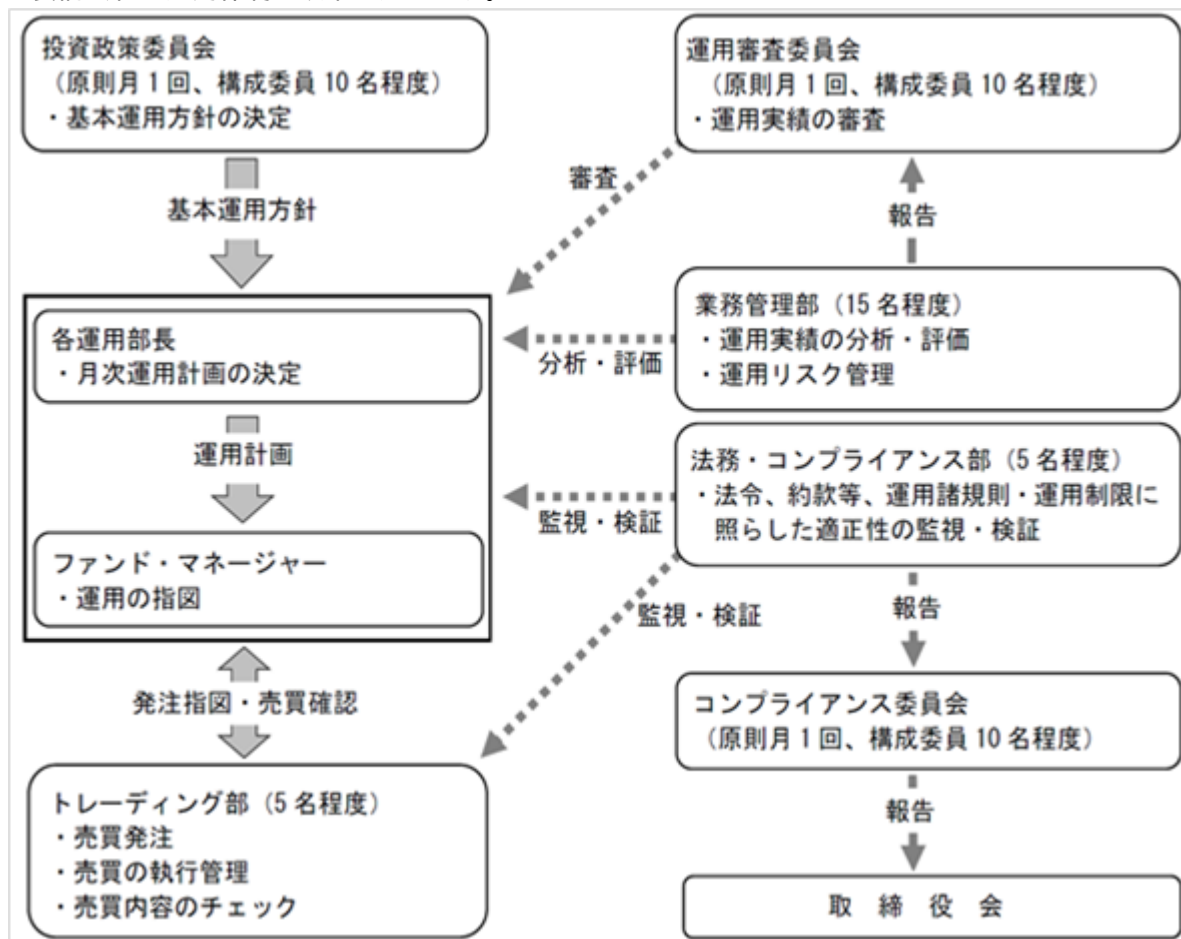 投資政策委員会
（原則月１回、構成委員 10 名程度）
・基本運用方針の決定
基本運用方針
各運用部長
・月次運用計画の決定
運用計画
ファンド・マネージャー
・運用の指図
発注指図・売買確認
トレーディング部（5 名程度）
・売買発注
・売買の執行管理
・売買内容のチェック
運用審査委員会
（原則月１回、構成委員 10 名程度）
・運用実績の審査
審査
報告
業務管理部（15 名程度）
・運用実績の分析・評価
・運用リスク管理
分析・評価
法務・コンプライアンス部（5 名程度）
・法令、約款等、運用諸規則・運用制限に
照らした適正性の監視・検証
監視・検証
監視・検証
報告
コンプライアンス委員会
（原則月１回、構成委員 10 名程度）
報告
取 締 役 会